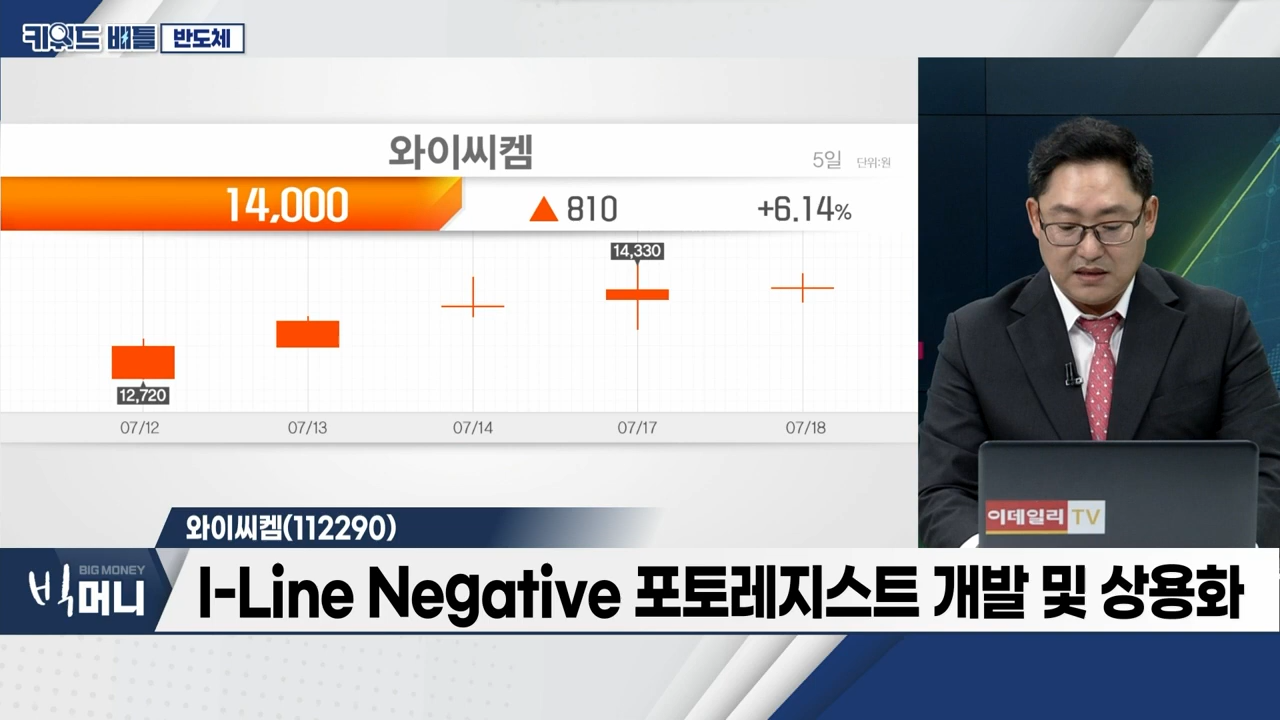 키워드 배틀 반도체
와이씨켐
5일 단위:원
14,000 ▲ 810 +6.14%
14,330
12,720
07/12 07/13 07/14 07/17 07/18
이데일리 TV
와이씨켐(112290)
BIG MONEY
빅머니
I-Line Negative 포토레지스트 개발 및 상용화